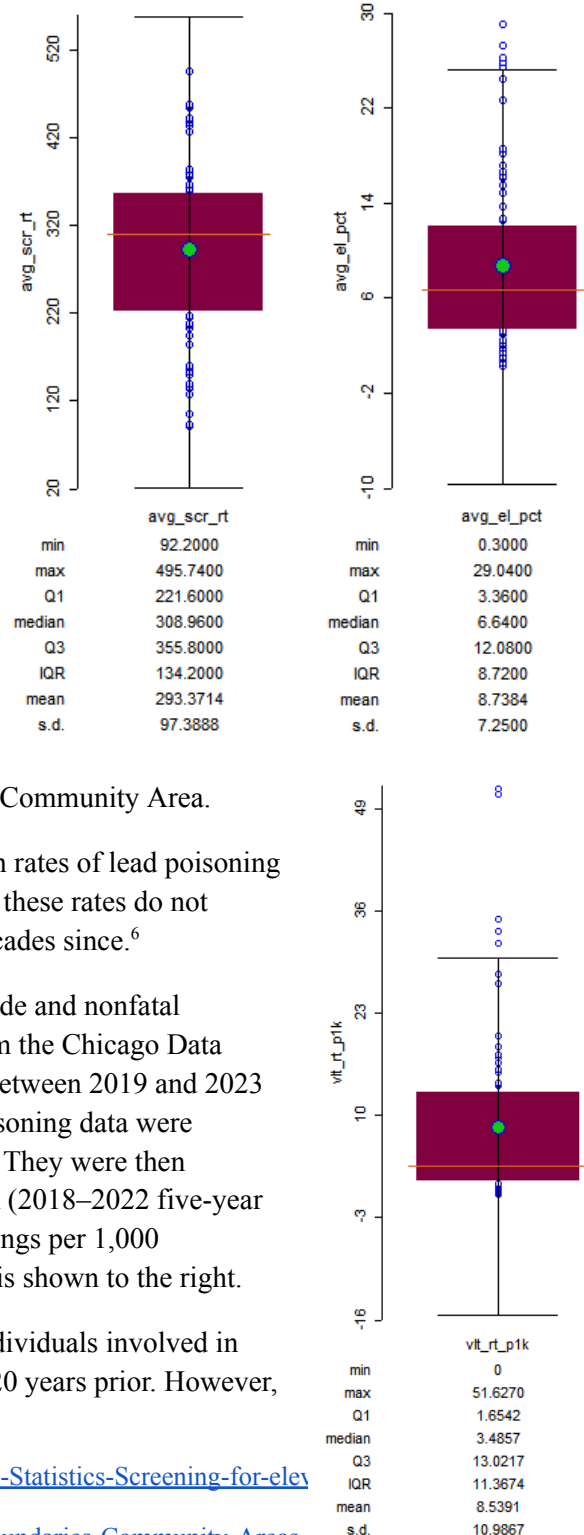 520
420
320
220
120
20
avg_scr_rt
30
22
14
6
-2
-10
avg_el_pct
avg_scr_rt
min 92.2000
max 495.7400
Q1 221.6000
median 308.9600
Q3 355.8000
IQR 134.2000
mean 293.3714
s.d. 97.3888
avg_el_pct
min 0.3000
max 29.0400
Q1 3.3600
median 6.6400
Q3 12.0800
IQR 8.7200
mean 8.7384
s.d. 7.2500
Community Area.
rates of lead poisoning
these rates do not
cades since.6
de and nonfatal
the Chicago Data
etween 2019 and 2023
soning data were
They were then
(2018–2022 five-year
ngs per 1,000
is shown to the right.
dividuals involved in
20 years prior. However,
-Statistics-Screening-for-elev
undaries-Community-Areas
49
36
23
10
-3
-16
vlt_rt_p1k
vlt_rt_p1k
min 0
max 51.6270
Q1 1.6542
median 3.4857
Q3 13.0217
IQR 11.3674
mean 8.5391
s.d. 10.9867